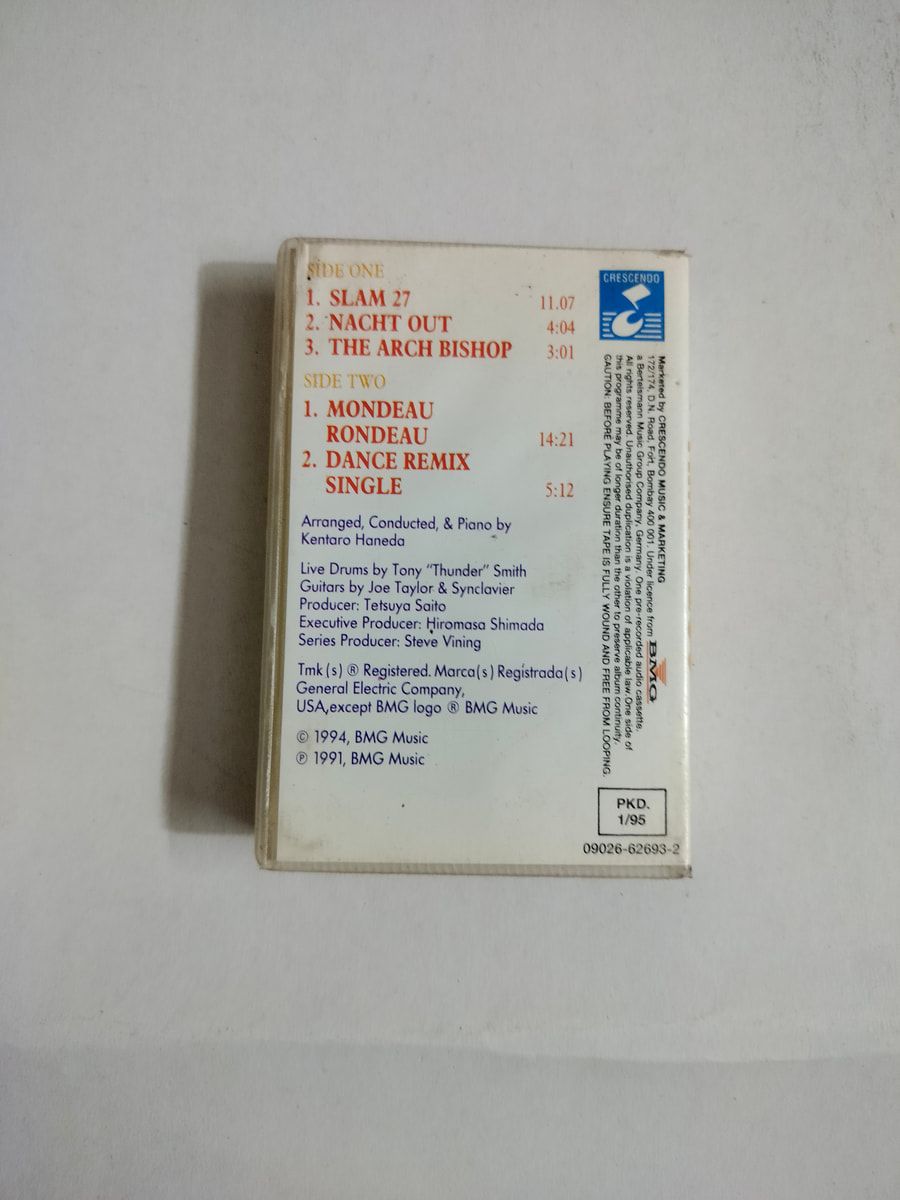 SIDE ONE
1. SLAM 27 11.07
2. NACHT OUT 4:04
3. THE ARCH BISHOP 3:01
SIDE TWO
1. MONDEAU
RONDEAU 14:21
2. DANCE REMIX
SINGLE 5:12
Arranged, Conducted, & Piano by
Kentaro Haneda
Live Drums by Tony "Thunder" Smith
Guitars by Joe Taylor & Synclavier
Producer: Tetsuya Saito
Executive Producer: Hiromasa Shimada
Series Producer: Steve Vining
Tmk(s) ® Registered. Marca(s) Registrada(s)
General Electric Company,
USA,except BMG logo ® BMG Music
© 1994, BMG Music
℗ 1991, BMG Music
CRESCENDO
Marketed by CRESCENDO MUSIC & MARKETING
172/174, D.N. Road, Fort, Bombay 400 001. Under licence from BMG
a Bertelsmann Music Group Company, Germany. One pre-recorded audio cassette.
All rights reserved. Unauthorised duplication is a violation of applicable law. One side of
this programme may be of longer duration than the other to preserve album continuity.
CAUTION: BEFORE PLAYING ENSURE TAPE IS FULLY WOUND AND FREE FROM LOOPING.
PKD.
1/95
09026-62693-2